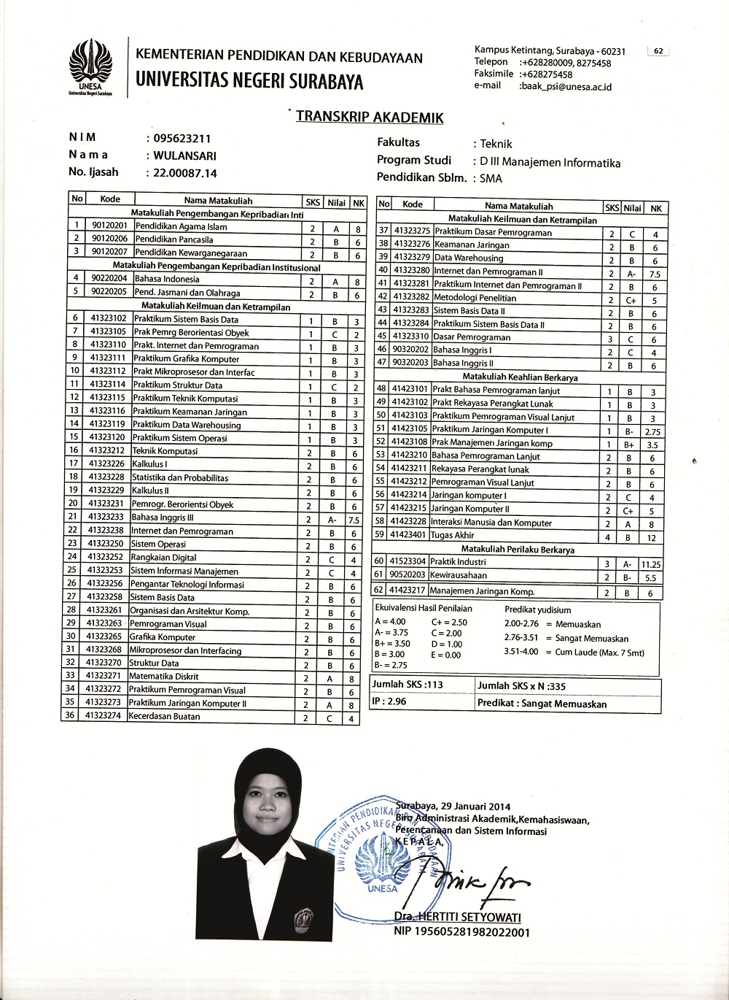 UNESA
Universitas Negeri Surabaya
KEMENTERIAN PENDIDIKAN DAN KEBUDAYAAN
UNIVERSITAS NEGERI SURABAYA
Kampus Ketintang, Surabaya - 60231
Telepon :+628280009, 8275458
Faksimile :+628275458
e-mail :baak_psi@unesa.ac.id
62
TRANSKRIP AKADEMIK
N I M : 095623211
N a m a : WULANSARI
No. Ijasah : 22.00087.14
Fakultas : Teknik
Program Studi : D III Manajemen Informatika
Pendidikan Sblm. : SMA
No Kode Nama Matakuliah SKS Nilai NK
Matakuliah Pengembangan Kepribadian Inti
1 90120201 Pendidikan Agama Islam 2 A 8
2 90120206 Pendidikan Pancasila 2 B 6
3 90120207 Pendidikan Kewarganegaraan 2 B 6
Matakuliah Pengembangan Kepribadian Institusional
4 90220204 Bahasa Indonesia 2 A 8
5 90220205 Pend. Jasmani dan Olahraga 2 B 6
Matakuliah Keilmuan dan Ketrampilan
6 41323102 Praktikum Sistem Basis Data 1 B 3
7 41323105 Prak Pemrg Berorientasi Obyek 1 C 2
8 41323110 Prakt. Internet dan Pemrograman 1 B 3
9 41323111 Praktikum Grafika Komputer 1 B 3
10 41323112 Prakt Mikroprosesor dan Interfac 1 B 3
11 41323114 Praktikum Struktur Data 1 C 2
12 41323115 Praktikum Teknik Komputasi 1 B 3
13 41323116 Praktikum Keamanan Jaringan 1 B 3
14 41323119 Praktikum Data Warehousing 1 B 3
15 41323120 Praktikum Sistem Operasi 1 B 3
16 41323212 Teknik Komputasi 2 B 6
17 41323226 Kalkulus I 2 B 6
18 41323228 Statistika dan Probabilitas 2 B 6
19 41323229 Kalkulus II 2 B 6
20 41323231 Pemrogr. Berorientsi Obyek 2 B 6
21 41323233 Bahasa Inggris III 2 A- 7.5
22 41323238 Internet dan Pemrograman 2 B 6
23 41323250 Sistem Operasi 2 B 6
24 41323252 Rangkaian Digital 2 C 4
25 41323253 Sistem Informasi Manajemen 2 C 4
26 41323256 Pengantar Teknologi Informasi 2 B 6
27 41323258 Sistem Basis Data 2 B 6
28 41323261 Organisasi dan Arsitektur Komp. 2 B 6
29 41323263 Pemrograman Visual 2 B 6
30 41323265 Grafika Komputer 2 B 6
31 41323268 Mikroprosesor dan Interfacing 2 B 6
32 41323270 Struktur Data 2 B 6
33 41323271 Matematika Diskrit 2 A 8
34 41323272 Praktikum Pemrograman Visual 2 B 6
35 41323273 Praktikum Jaringan Komputer II 2 A 8
36 41323274 Kecerdasan Buatan 2 C 4
No Kode Nama Matakuliah SKS Nilai NK
Matakuliah Keilmuan dan Ketrampilan
37 41323275 Praktikum Dasar Pemrograman 2 C 4
38 41323276 Keamanan Jaringan 2 B 6
39 41323279 Data Warehousing 2 B 6
40 41323280 Internet dan Pemrograman II 2 A- 7.5
41 41323281 Praktikum Internet dan Pemrograman II 2 B 6
42 41323282 Metodologi Penelitian 2 C+ 5
43 41323283 Sistem Basis Data II 2 B 6
44 41323284 Praktikum Sistem Basis Data II 2 B 6
45 41323310 Dasar Pemrograman 3 C 6
46 90320202 Bahasa Inggris I 2 C 4
47 90320203 Bahasa Inggris II 2 B 6
Matakuliah Keahlian Berkarya
48 41423101 Prakt Bahasa Pemrograman lanjut 1 B 3
49 41423102 Prakt Rekayasa Perangkat Lunak 1 B 3
50 41423103 Praktikum Pemrograman Visual Lanjut 1 B 3
51 41423105 Praktikum Jaringan Komputer I 1 B- 2.75
52 41423108 Prak Manajemen Jaringan komp 1 B+ 3.5
53 41423210 Bahasa Pemrograman Lanjut 2 B 6
54 41423211 Rekayasa Perangkat lunak 2 B 6
55 41423212 Pemrograman Visual Lanjut 2 B 6
56 41423214 Jaringan komputer I 2 C 4
57 41423215 Jaringan Komputer II 2 C+ 5
58 41423228 Interaksi Manusia dan Komputer 2 A 8
59 41423401 Tugas Akhir 4 B 12
Matakuliah Perilaku Berkarya
60 41523304 Praktik Industri 3 A- 11.25
61 90520203 Kewirausahaan 2 B- 5.5
62 41423217 Manajemen Jaringan Komp. 2 B 6
Ekuivalensi Hasil Penilaian Predikat yudisium
A = 4.00 C+ = 2.50 2.00-2.76 = Memuaskan
A- = 3.75 C = 2.00 2.76-3.51 = Sangat Memuaskan
B+ = 3.50 D = 1.00 3.51-4.00 = Cum Laude (Max. 7 Smt)
B = 3.00 E = 0.00
B- = 2.75
Jumlah SKS :113 Jumlah SKS x N :335
IP : 2.96 Predikat : Sangat Memuaskan
Surabaya, 29 Januari 2014
Biro Administrasi Akademik,Kemahasiswaan,
Perencanaan dan Sistem Informasi
K E P A L A,
UNIVERSITAS NEGERI SURABAYA
UNESA
Dra. HERTITI SETYOWATI
NIP 195605281982022001